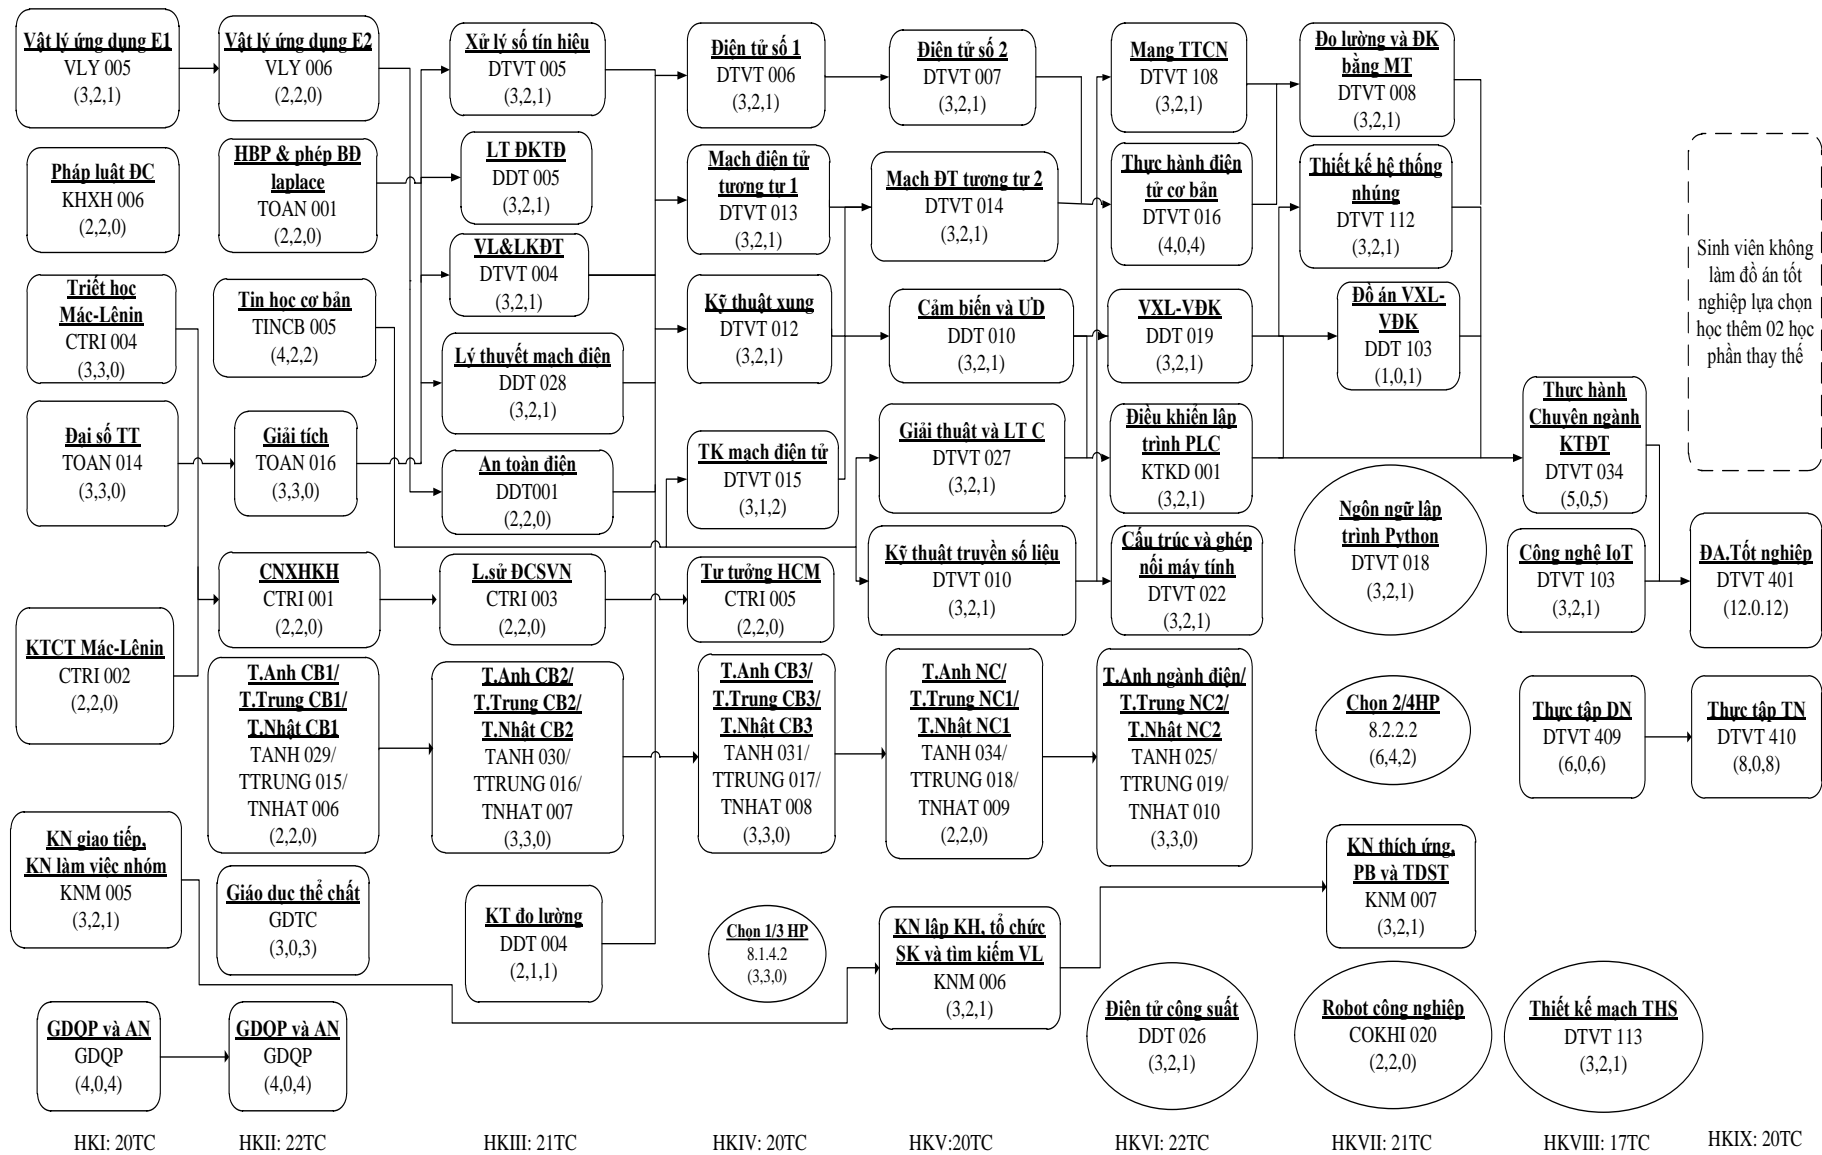 Vật lý ứng dụng E1
VLY 005
(3,2,1)
Pháp luật ĐC
KHXH 006
(2,2,0)
Triết học
Mác-Lênin
CTRI 004
(3,3,0)
Đại số TT
TOAN 014
(3,3,0)
KTCT Mác-Lênin
CTRI 002
(2,2,0)
KN giao tiếp,
KN làm việc nhóm
KNM 005
(3,2,1)
GDQP và AN
GDQP
(4,0,4)
HKI: 20TC
Vật lý ứng dụng E2
VLY 006
(2,2,0)
HBP & phép BĐ
laplace
TOAN 001
(2,2,0)
Tin học cơ bản
TINCB 005
(4,2,2)
Giải tích
TOAN 016
(3,3,0)
CNXHKH
CTRI 001
(2,2,0)
T.Anh CB1/
T.Trung CB1/
T.Nhật CB1
TANH 029/
TTRUNG 015/
TNHAT 006
(2,2,0)
Giáo dục thể chất
GDTC
(3,0,3)
GDQP và AN
GDQP
(4,0,4)
HKII: 22TC
Xử lý số tín hiệu
DTVT 005
(3,2,1)
LT ĐKTĐ
DDT 005
(3,2,1)
VL&LKĐT
DTVT 004
(3,2,1)
Lý thuyết mạch điện
DDT 028
(3,2,1)
An toàn điện
DDT001
(2,2,0)
L.sử ĐCSVN
CTRI 003
(2,2,0)
T.Anh CB2/
T.Trung CB2/
T.Nhật CB2
TANH 030/
TTRUNG 016/
TNHAT 007
(3,3,0)
KT đo lường
DDT 004
(2,1,1)
HKIII: 21TC
Điện tử số 1
DTVT 006
(3,2,1)
Mạch điện tử
tương tự 1
DTVT 013
(3,2,1)
Kỹ thuật xung
DTVT 012
(3,2,1)
TK mạch điện tử
DTVT 015
(3,1,2)
Tư tưởng HCM
CTRI 005
(2,2,0)
T.Anh CB3/
T.Trung CB3/
T.Nhật CB3
TANH 031/
TTRUNG 017/
TNHAT 008
(3,3,0)
Chọn 1/3 HP
8.1.4.2
(3,3,0)
HKIV: 20TC
Điện tử số 2
DTVT 007
(3,2,1)
Mạch ĐT tương tự 2
DTVT 014
(3,2,1)
Cảm biến và ƯD
DDT 010
(3,2,1)
Giải thuật và LT C
DTVT 027
(3,2,1)
Kỹ thuật truyền số liệu
DTVT 010
(3,2,1)
T.Anh NC/
T.Trung NC1/
T.Nhật NC1
TANH 034/
TTRUNG 018/
TNHAT 009
(2,2,0)
KN lập KH, tổ chức
SK và tìm kiếm VL
KNM 006
(3,2,1)
HKV:20TC
Mạng TTCN
DTVT 108
(3,2,1)
Thực hành điện
tử cơ bản
DTVT 016
(4,0,4)
VXL-VĐK
DDT 019
(3,2,1)
Điều khiển lập
trình PLC
KTKD 001
(3,2,1)
Cấu trúc và ghép
nối máy tính
DTVT 022
(3,2,1)
T.Anh ngành điện/
T.Trung NC2/
T.Nhật NC2
TANH 025/
TTRUNG 019/
TNHAT 010
(3,3,0)
Điện tử công suất
DDT 026
(3,2,1)
HKVI: 22TC
Đo lường và ĐK
bằng MT
DTVT 008
(3,2,1)
Thiết kế hệ thống
nhúng
DTVT 112
(3,2,1)
Đồ án VXL-
VĐK
DDT 103
(1,0,1)
Ngôn ngữ lập
trình Python
DTVT 018
(3,2,1)
Chọn 2/4HP
8.2.2.2
(6,4,2)
KN thích ứng,
PB và TDST
KNM 007
(3,2,1)
Robot công nghiệp
COKHI 020
(2,2,0)
HKVII: 21TC
Thực hành
Chuyên ngành
KTĐT
DTVT 034
(5,0,5)
Công nghệ IoT
DTVT 103
(3,2,1)
Thực tập DN
DTVT 409
(6,0,6)
Thiết kế mạch THS
DTVT 113
(3,2,1)
HKVIII: 17TC
Sinh viên không
làm đồ án tốt
nghiệp lựa chọn
học thêm 02 học
phần thay thế
ĐA.Tốt nghiệp
DTVT 401
(12.0.12)
Thực tập TN
DTVT 410
(8,0,8)
HKIX: 20TC